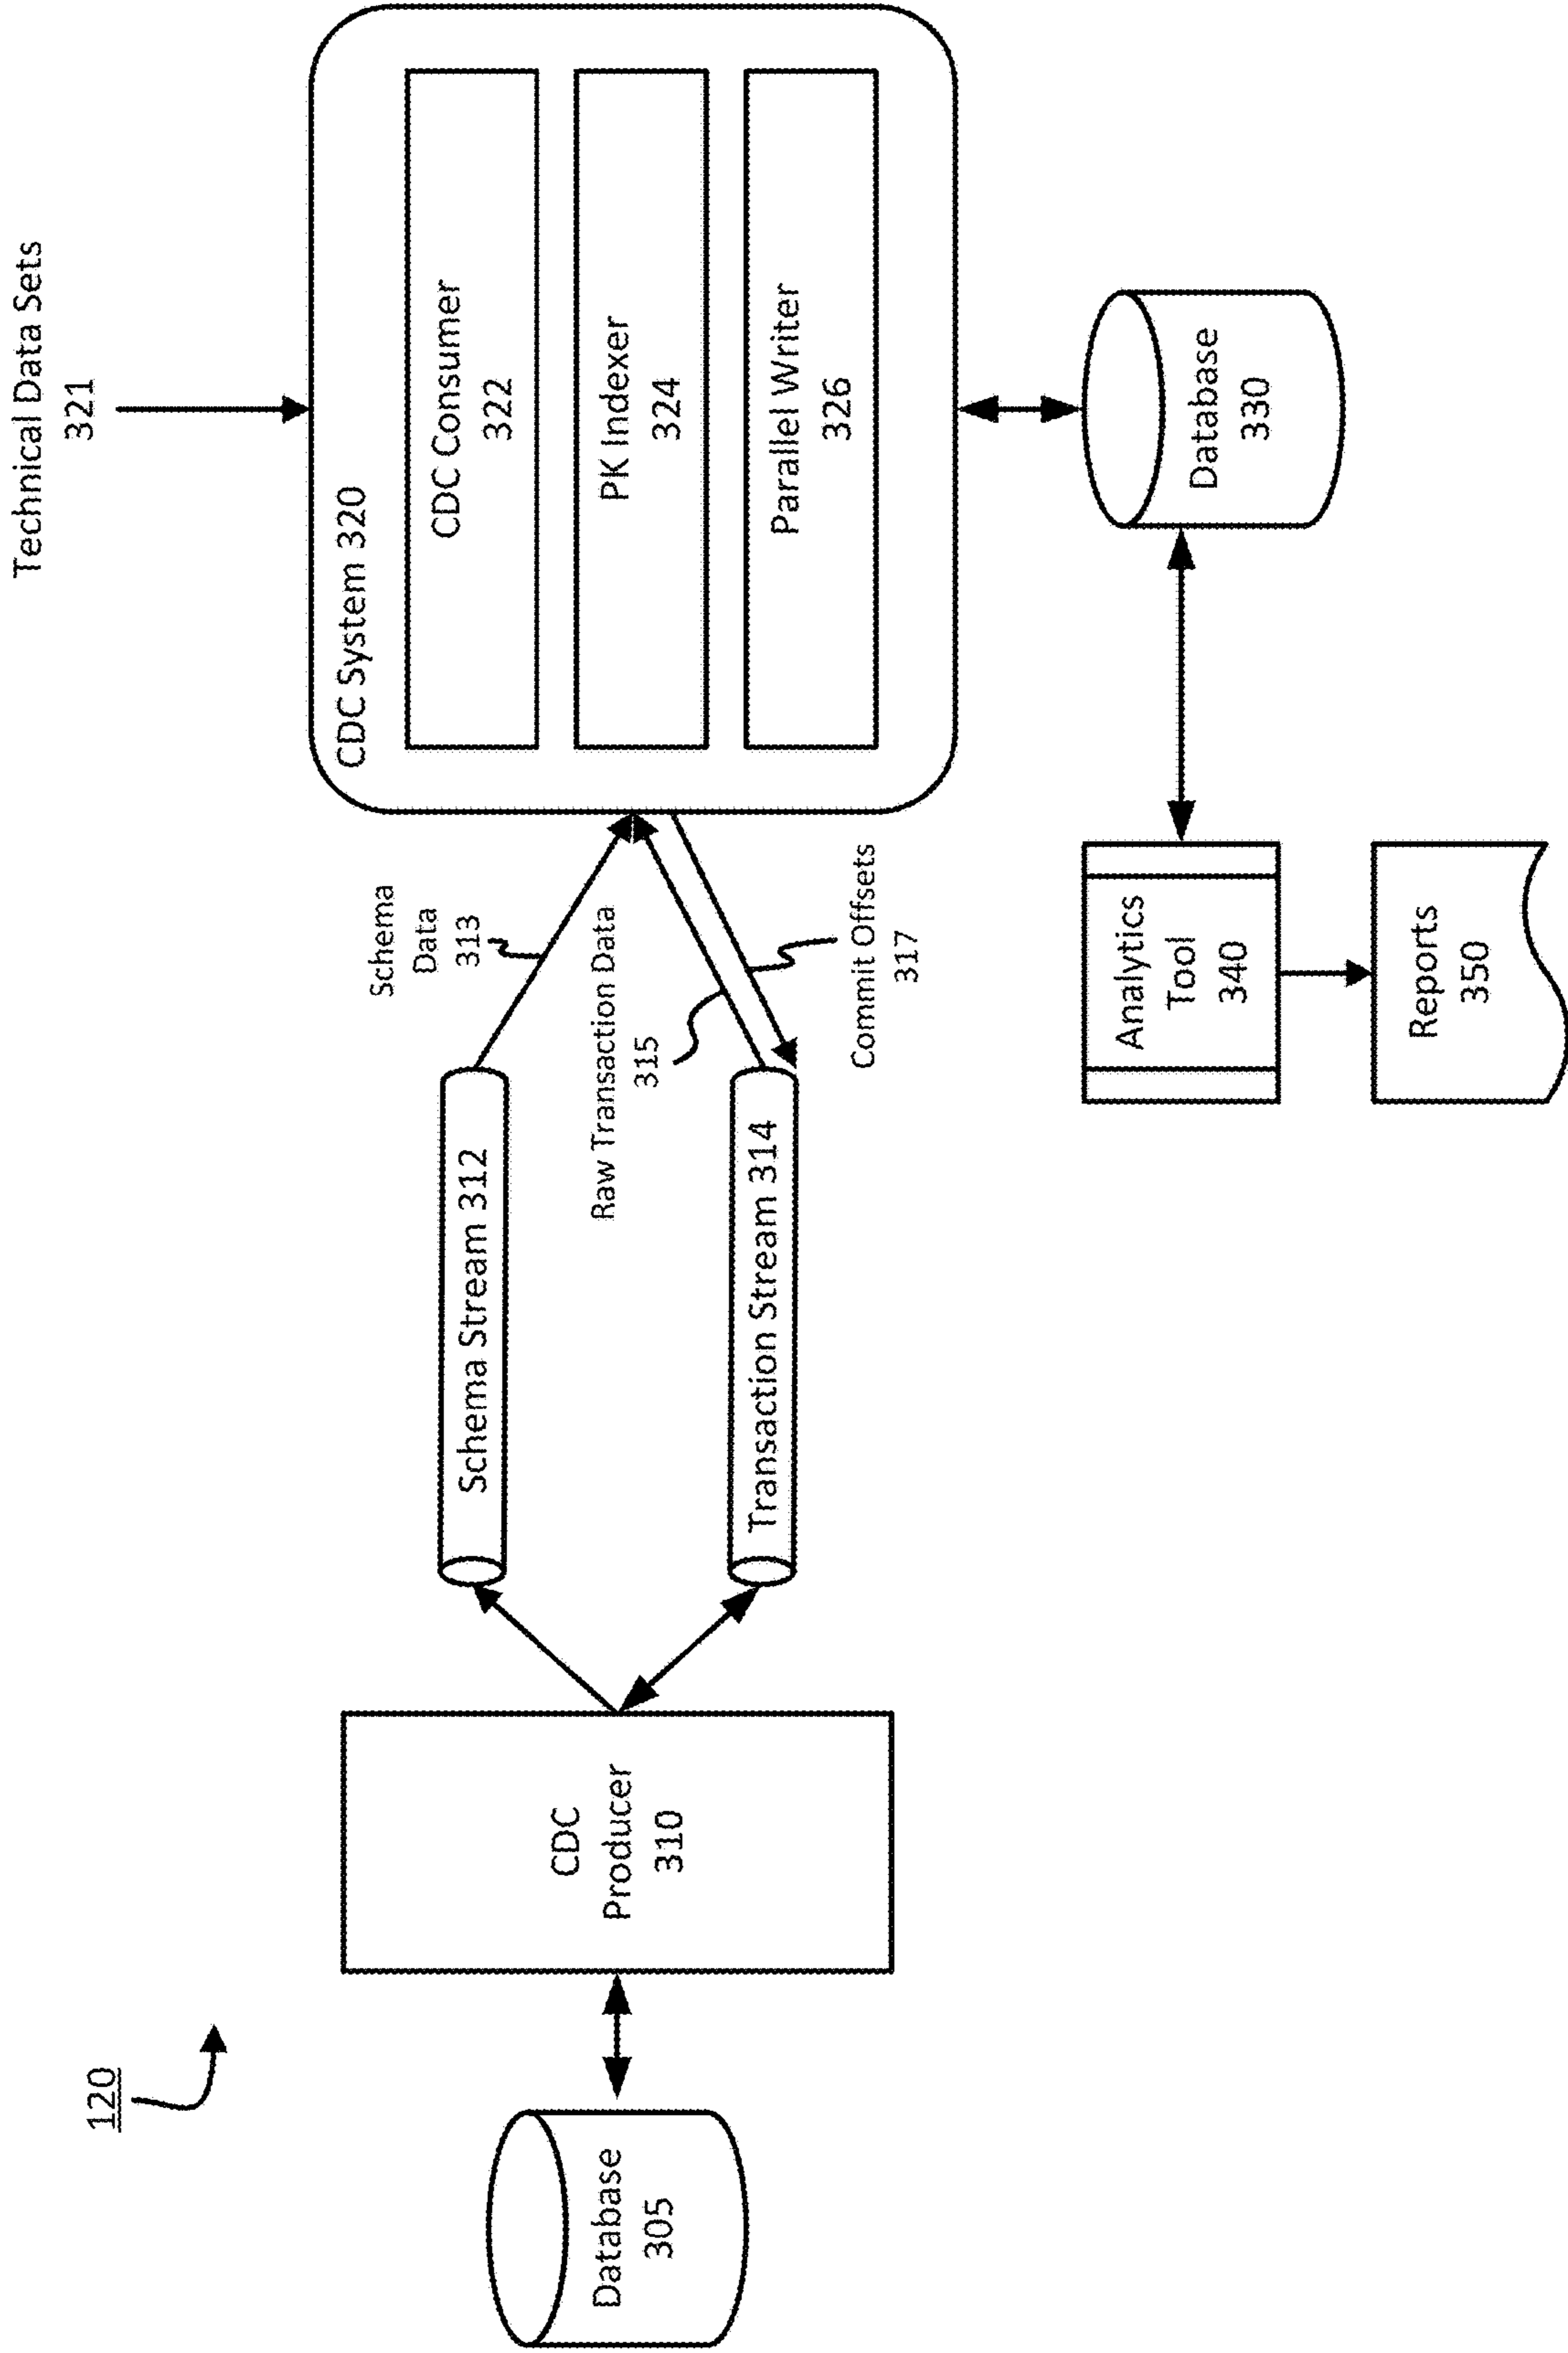 120
Technical Data Sets
321
Database
305
CDC
Producer
310
Schema Stream 312
Transaction Stream 314
Schema
Data
313
Raw Transaction Data
315
Commit Offsets
317
CDC System 320
CDC Consumer
322
PK Indexer
324
Parallel Writer
326
Database
330
Analytics
Tool
340
Reports
350